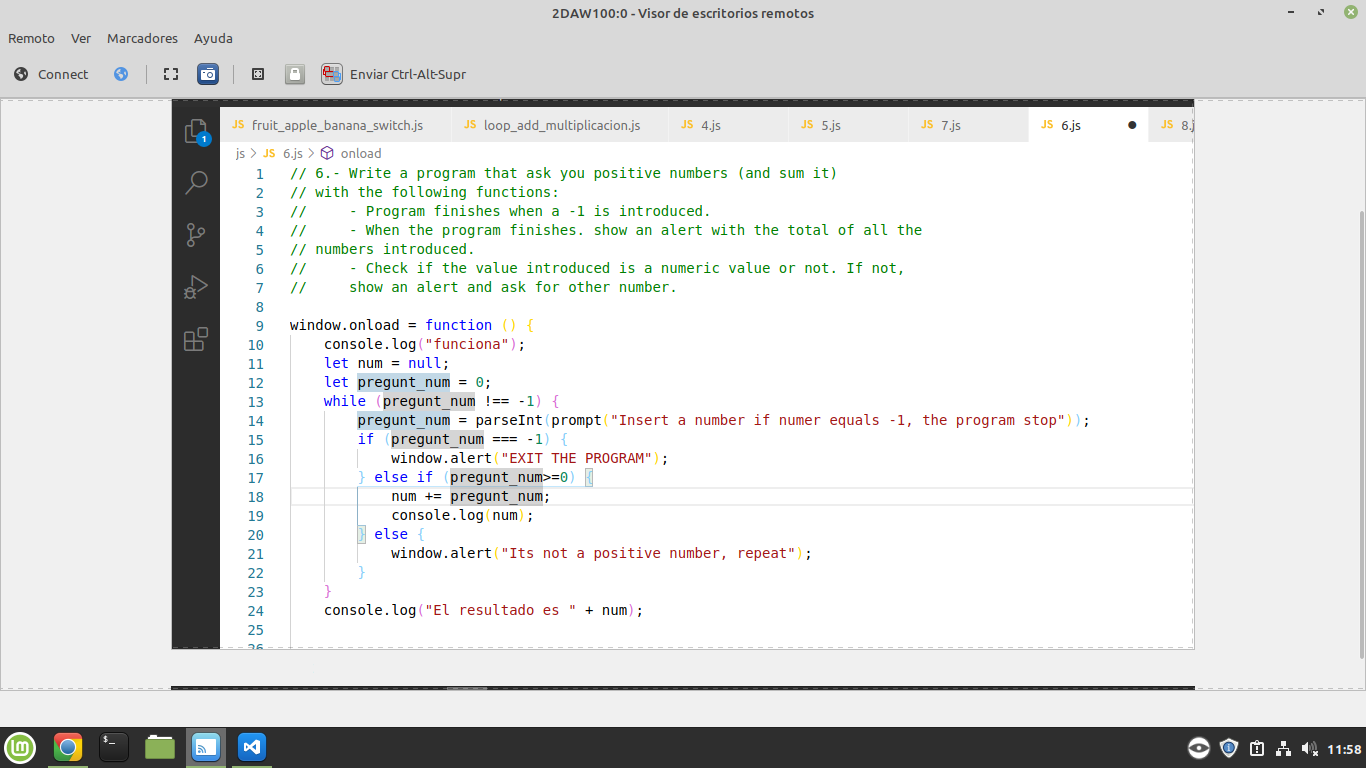 2DAW100:0 - Visor de escritorios remotos
Remoto Ver Marcadores Ayuda
Connect Enviar Ctrl-Alt-Supr
JS fruit_apple_banana_switch.js JS loop_add_multiplicacion.js JS 4.js JS 5.js JS 7.js JS 6.js JS 8.j
1
js > JS 6.js > onload
1 // 6.- Write a program that ask you positive numbers (and sum it)
2 // with the following functions:
3 //     - Program finishes when a -1 is introduced.
4 //     - When the program finishes. show an alert with the total of all the
5 // numbers introduced.
6 //     - Check if the value introduced is a numeric value or not. If not,
7 //     show an alert and ask for other number.
8
9 window.onload = function () {
10     console.log("funciona");
11     let num = null;
12     let pregunt_num = 0;
13     while (pregunt_num !== -1) {
14         pregunt_num = parseInt(prompt("Insert a number if numer equals -1, the program stop"));
15         if (pregunt_num === -1) {
16             window.alert("EXIT THE PROGRAM");
17         } else if (pregunt_num>=0) {
18             num += pregunt_num;
19             console.log(num);
20         } else {
21             window.alert("Its not a positive number, repeat");
22         }
23     }
24     console.log("El resultado es " + num);
25
26
11:58